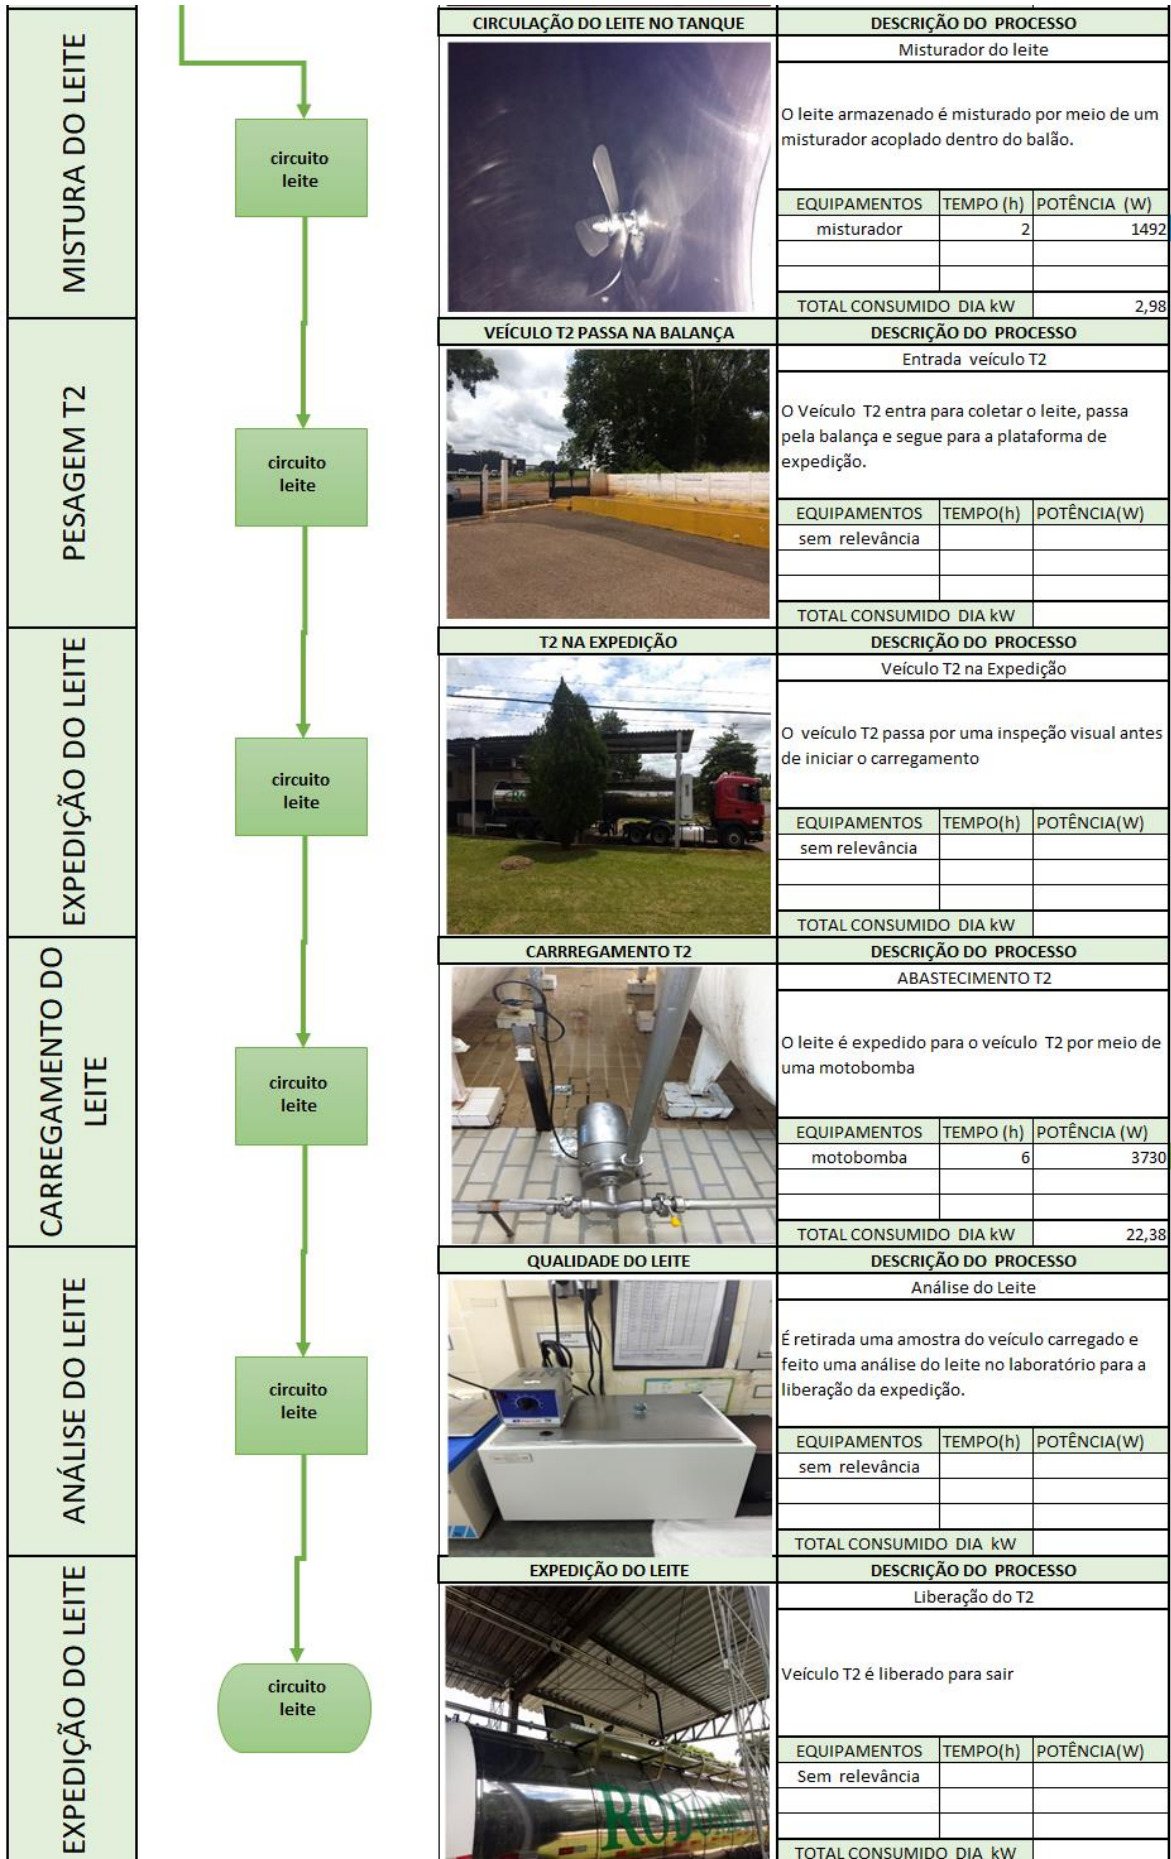 MISTURA DO LEITE
circuito
leite
CIRCULAÇÃO DO LEITE NO TANQUE
DESCRIÇÃO DO PROCESSO
Misturador do leite
O leite armazenado é misturado por meio de um
misturador acoplado dentro do balão.
EQUIPAMENTOS TEMPO (h) POTÊNCIA (W)
misturador 2 1492
TOTAL CONSUMIDO DIA kW 2,98
PESAGEM T2
circuito
leite
VEÍCULO T2 PASSA NA BALANÇA
DESCRIÇÃO DO PROCESSO
Entrada veículo T2
O Veículo T2 entra para coletar o leite, passa
pela balança e segue para a plataforma de
expedição.
EQUIPAMENTOS TEMPO(h) POTÊNCIA(W)
sem relevância
TOTAL CONSUMIDO DIA kW
EXPEDIÇÃO DO LEITE
circuito
leite
T2 NA EXPEDIÇÃO
DESCRIÇÃO DO PROCESSO
Veículo T2 na Expedição
O veículo T2 passa por uma inspeção visual antes
de iniciar o carregamento
EQUIPAMENTOS TEMPO(h) POTÊNCIA(W)
sem relevância
TOTAL CONSUMIDO DIA kW
CARREGAMENTO DO
LEITE
circuito
leite
CARRREGAMENTO T2
DESCRIÇÃO DO PROCESSO
ABASTECIMENTO T2
O leite é expedido para o veículo T2 por meio de
uma motobomba
EQUIPAMENTOS TEMPO (h) POTÊNCIA (W)
motobomba 6 3730
TOTAL CONSUMIDO DIA kW 22,38
ANÁLISE DO LEITE
circuito
leite
QUALIDADE DO LEITE
DESCRIÇÃO DO PROCESSO
Análise do Leite
É retirada uma amostra do veículo carregado e
feito uma análise do leite no laboratório para a
liberação da expedição.
EQUIPAMENTOS TEMPO(h) POTÊNCIA(W)
sem relevância
TOTAL CONSUMIDO DIA kW
EXPEDIÇÃO DO LEITE
circuito
leite
EXPEDIÇÃO DO LEITE
DESCRIÇÃO DO PROCESSO
Liberação do T2
Veículo T2 é liberado para sair
EQUIPAMENTOS TEMPO(h) POTÊNCIA(W)
Sem relevância
TOTAL CONSUMIDO DIA kW